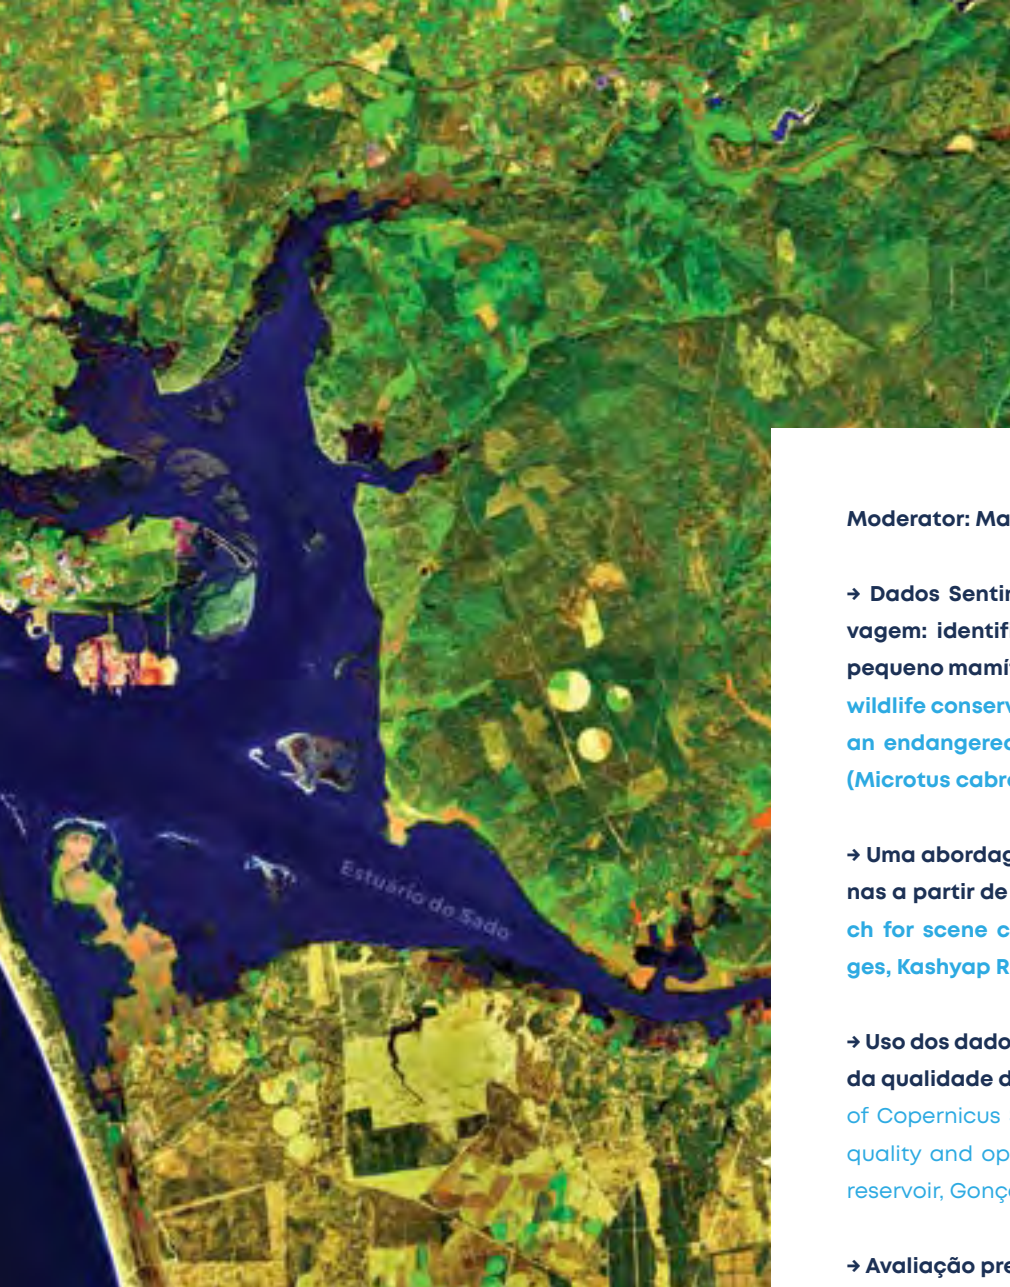 Estuário do Sado
Moderator: Ma
→ Dados Senti
vagem: identif
pequeno mamí
wildlife conserv
an endangered
(Microtus cabr
→ Uma abordag
nas a partir de
ch for scene c
ges, Kashyap R
→ Uso dos dado
da qualidade d
of Copernicus
quality and op
reservoir, Gonç
→ Avaliação pre